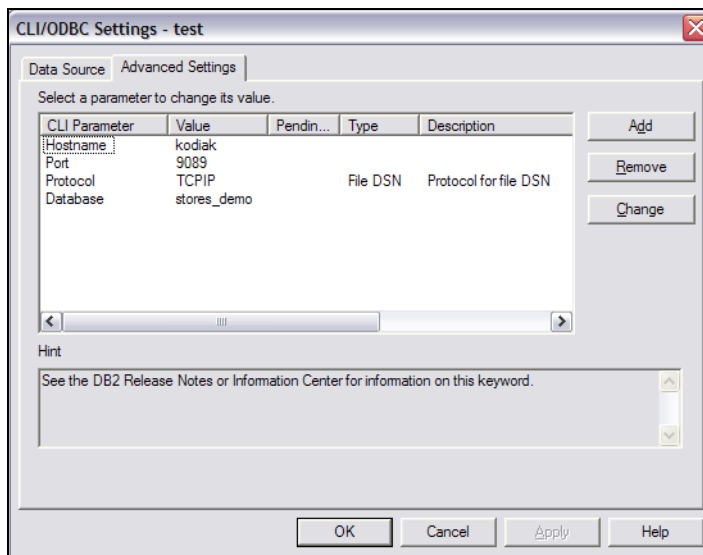 CLI/ODBC Settings - test
Data Source Advanced Settings
Select a parameter to change its value.
CLI Parameter Value Pendin... Type Description
Hostname kodiak
Port 9089
Protocol TCPIP File DSN Protocol for file DSN
Database stores_demo
Add
Remove
Change
Hint
See the DB2 Release Notes or Information Center for information on this keyword.
OK Cancel Apply Help